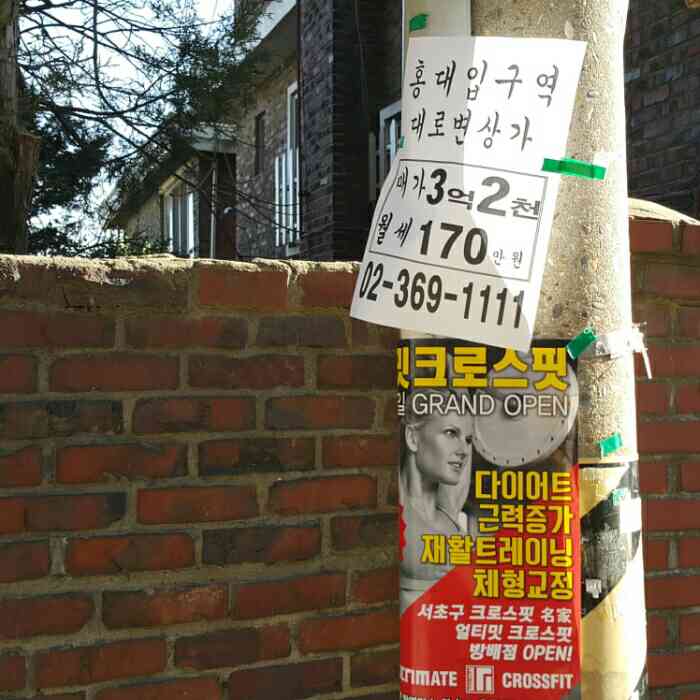 홍대입구역
대로변상가
매가3억2천
월세170만원
02-369-1111
밋크로스핏
일 GRAND OPEN
다이어트
근력증가
재활트레이닝
체형교정
서초구 크로스핏 名家
얼티밋 크로스핏
방배점 OPEN!
CROSSFIT